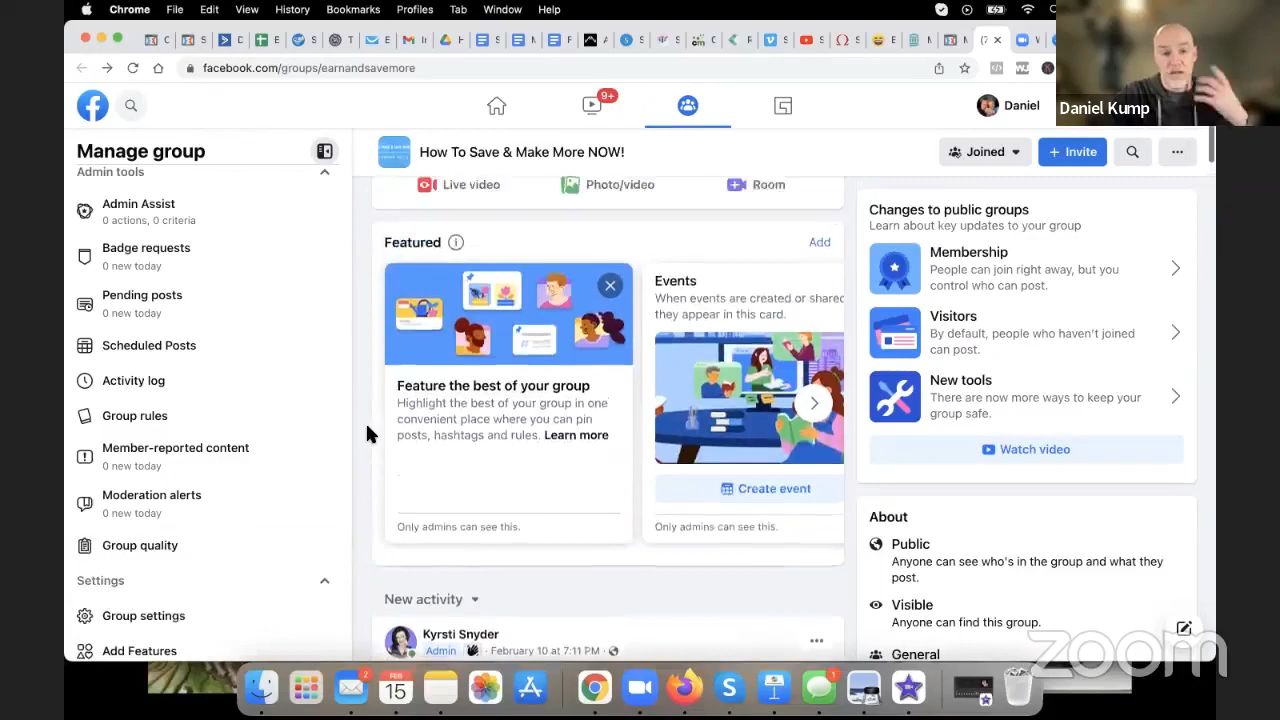 Chrome File Edit View History Bookmarks Profiles Tab Window Help
facebook.com/groups/earnandsavemore
Daniel Kump
9+
Daniel
Manage group
How To Save & Make More NOW!
Joined
+ Invite
Admin tools
Admin Assist
0 actions, 0 criteria
Badge requests
0 new today
Pending posts
0 new today
Scheduled Posts
Activity log
Group rules
Member-reported content
0 new today
Moderation alerts
0 new today
Group quality
Settings
Group settings
Add Features
Live video
Photo/video
Room
Featured
Add
Feature the best of your group
Highlight the best of your group in one
convenient place where you can pin
posts, hashtags and rules. Learn more
Only admins can see this.
Events
When events are created or shared
they appear in this card.
Create event
Only admins can see this.
New activity
Kyrsti Snyder
Admin · February 10 at 7:11 PM ·
Changes to public groups
Learn about key updates to your group
Membership
People can join right away, but you
control who can post.
Visitors
By default, people who haven't joined
can post.
New tools
There are now more ways to keep your
group safe.
Watch video
About
Public
Anyone can see who's in the group and what they
post.
Visible
Anyone can find this group.
General
zoom
2
FEB
15
1